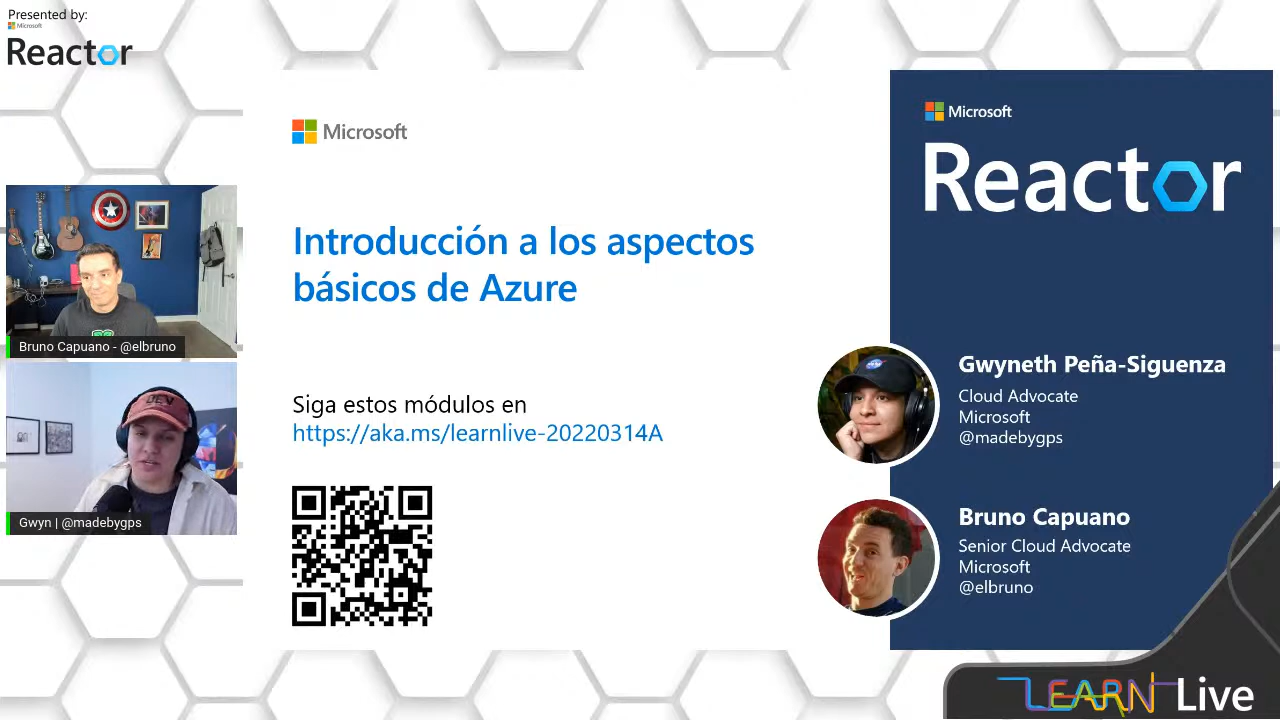 Presented by:
Microsoft
Reactor
Microsoft
Introducción a los aspectos
básicos de Azure
Siga estos módulos en
https://aka.ms/learnlive-20220314A
Bruno Capuano - @elbruno
DEV
Gwyn | @madebygps
Microsoft
Reactor
Gwyneth Peña-Siguenza
Cloud Advocate
Microsoft
@madebygps
Bruno Capuano
Senior Cloud Advocate
Microsoft
@elbruno
LEARN Live